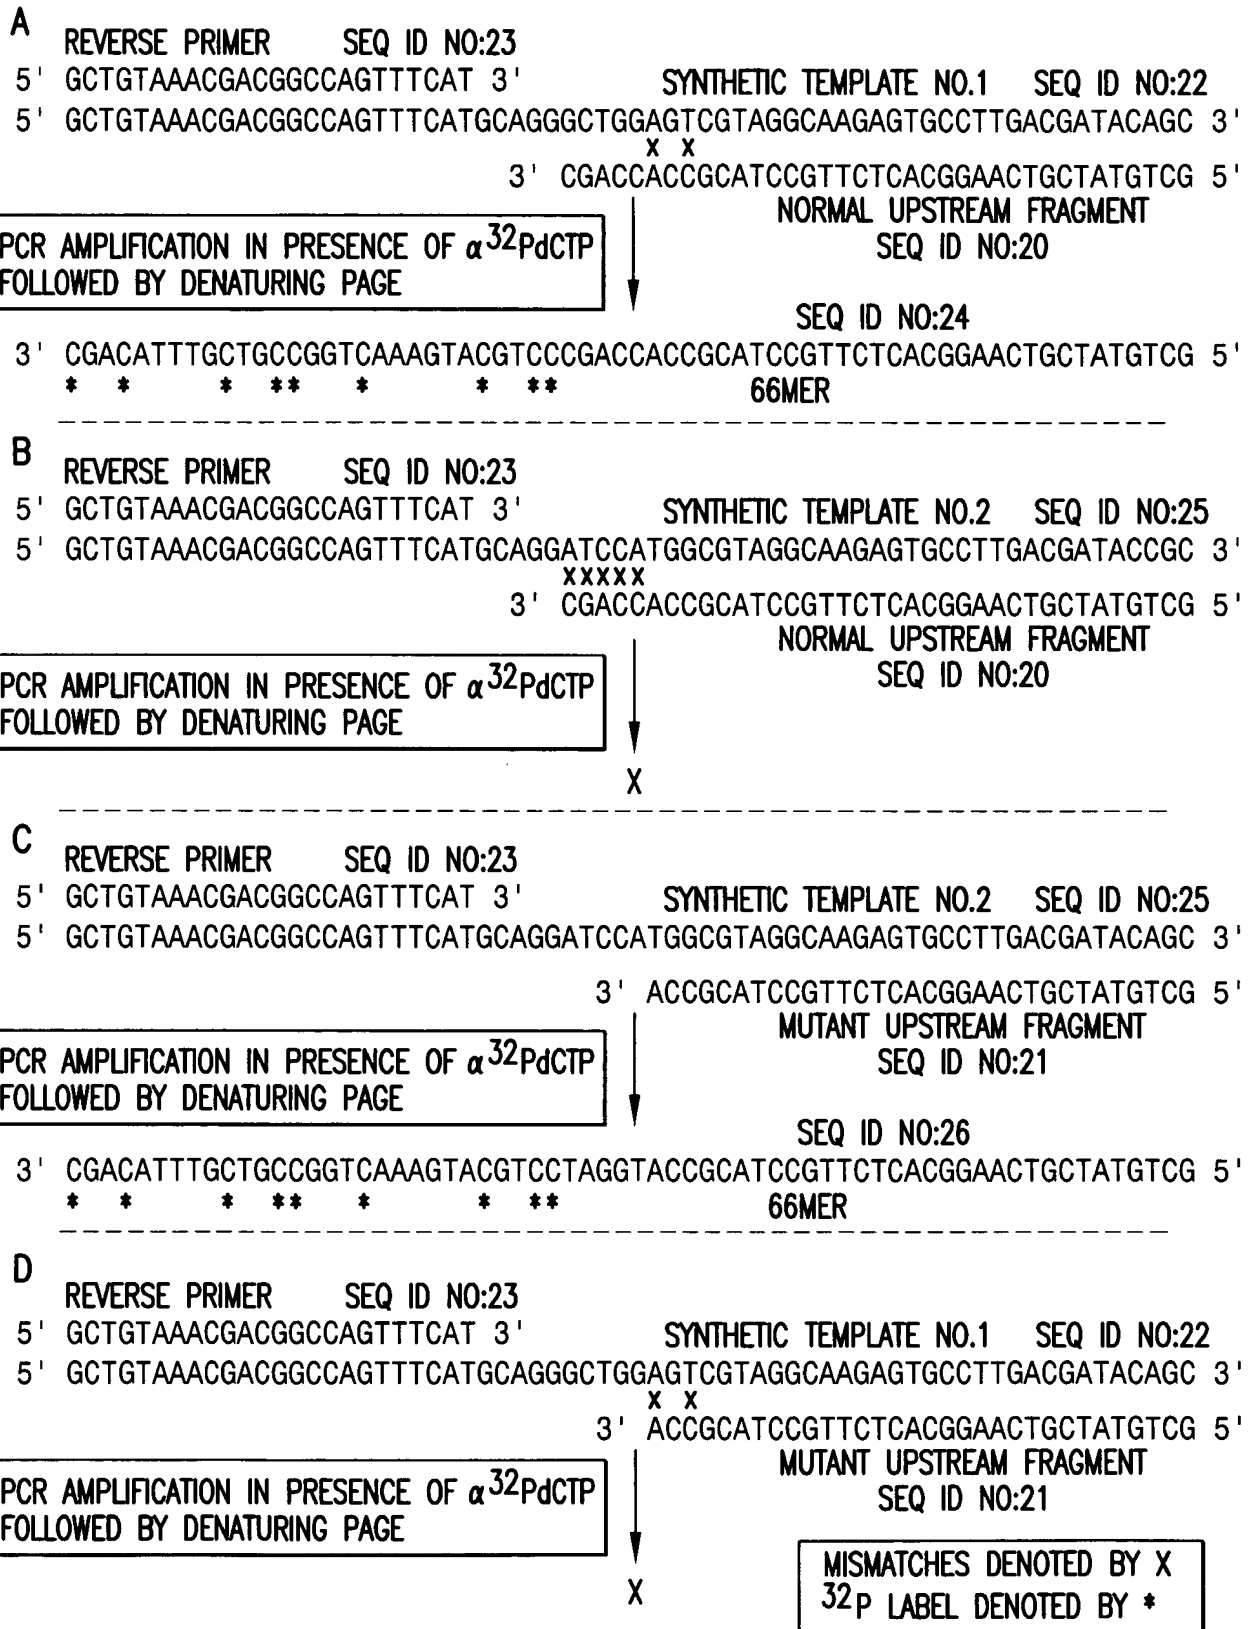 A
REVERSE PRIMER SEQ ID NO:23
5' GCTGTAAACGACGGCCAGTTTCAT 3' SYNTHETIC TEMPLATE NO.1 SEQ ID NO:22
5' GCTGTAAACGACGGCCAGTTTCATGCAGGGCTGGAGTCGTAGGCAAGAGTGCCTTGACGATACAGC 3'
X X
3' CGACCACCGCATCCGTTCTCACGGAACTGCTATGTCG 5'
NORMAL UPSTREAM FRAGMENT
SEQ ID NO:20
PCR AMPLIFICATION IN PRESENCE OF α32PdCTP
FOLLOWED BY DENATURING PAGE
SEQ ID NO:24
3' CGACATTTGCTGCCGGTCAAAGTACGTCCCGACCACCGCATCCGTTCTCACGGAACTGCTATGTCG 5'
* * * ** * * **
66MER
B
REVERSE PRIMER SEQ ID NO:23
5' GCTGTAAACGACGGCCAGTTTCAT 3' SYNTHETIC TEMPLATE NO.2 SEQ ID NO:25
5' GCTGTAAACGACGGCCAGTTTCATGCAGGATCCATGGCGTAGGCAAGAGTGCCTTGACGATACCGC 3'
XXXXX
3' CGACCACCGCATCCGTTCTCACGGAACTGCTATGTCG 5'
NORMAL UPSTREAM FRAGMENT
SEQ ID NO:20
PCR AMPLIFICATION IN PRESENCE OF α32PdCTP
FOLLOWED BY DENATURING PAGE
X
C
REVERSE PRIMER SEQ ID NO:23
5' GCTGTAAACGACGGCCAGTTTCAT 3' SYNTHETIC TEMPLATE NO.2 SEQ ID NO:25
5' GCTGTAAACGACGGCCAGTTTCATGCAGGATCCATGGCGTAGGCAAGAGTGCCTTGACGATACAGC 3'
3' ACCGCATCCGTTCTCACGGAACTGCTATGTCG 5'
MUTANT UPSTREAM FRAGMENT
SEQ ID NO:21
PCR AMPLIFICATION IN PRESENCE OF α32PdCTP
FOLLOWED BY DENATURING PAGE
SEQ ID NO:26
3' CGACATTTGCTGCCGGTCAAAGTACGTCCTAGGTACCGCATCCGTTCTCACGGAACTGCTATGTCG 5'
* * * ** * * **
66MER
D
REVERSE PRIMER SEQ ID NO:23
5' GCTGTAAACGACGGCCAGTTTCAT 3' SYNTHETIC TEMPLATE NO.1 SEQ ID NO:22
5' GCTGTAAACGACGGCCAGTTTCATGCAGGGCTGGAGTCGTAGGCAAGAGTGCCTTGACGATACAGC 3'
X X
3' ACCGCATCCGTTCTCACGGAACTGCTATGTCG 5'
MUTANT UPSTREAM FRAGMENT
SEQ ID NO:21
PCR AMPLIFICATION IN PRESENCE OF α32PdCTP
FOLLOWED BY DENATURING PAGE
X
MISMATCHES DENOTED BY X
32P LABEL DENOTED BY *